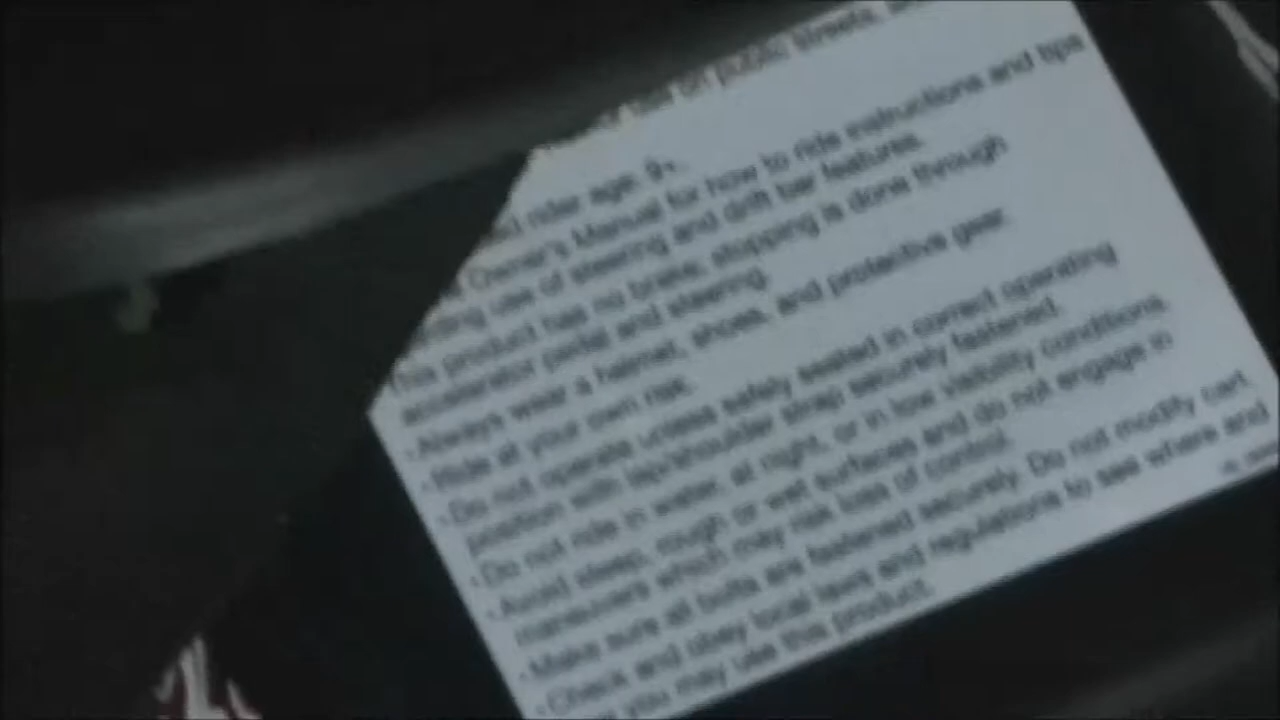 on public streets,
rider age: 9+.
Owner's Manual for how to ride instructions and tips
use of steering and drift bar features.
This product has no brake; stopping is done through
accelerator pedal and steering.
-Always wear a helmet, shoes, and protective gear.
-Ride at your own risk.
-Do not operate unless safely seated in correct operating
position with lap/shoulder strap securely fastened.
-Do not ride in water, at night, or in low visibility conditions.
-Avoid steep, rough or wet surfaces and do not engage in
maneuvers which may risk loss of control.
-Make sure all bolts are fastened securely. Do not modify cart.
-Check and obey local laws and regulations to see where and
you may use this product.